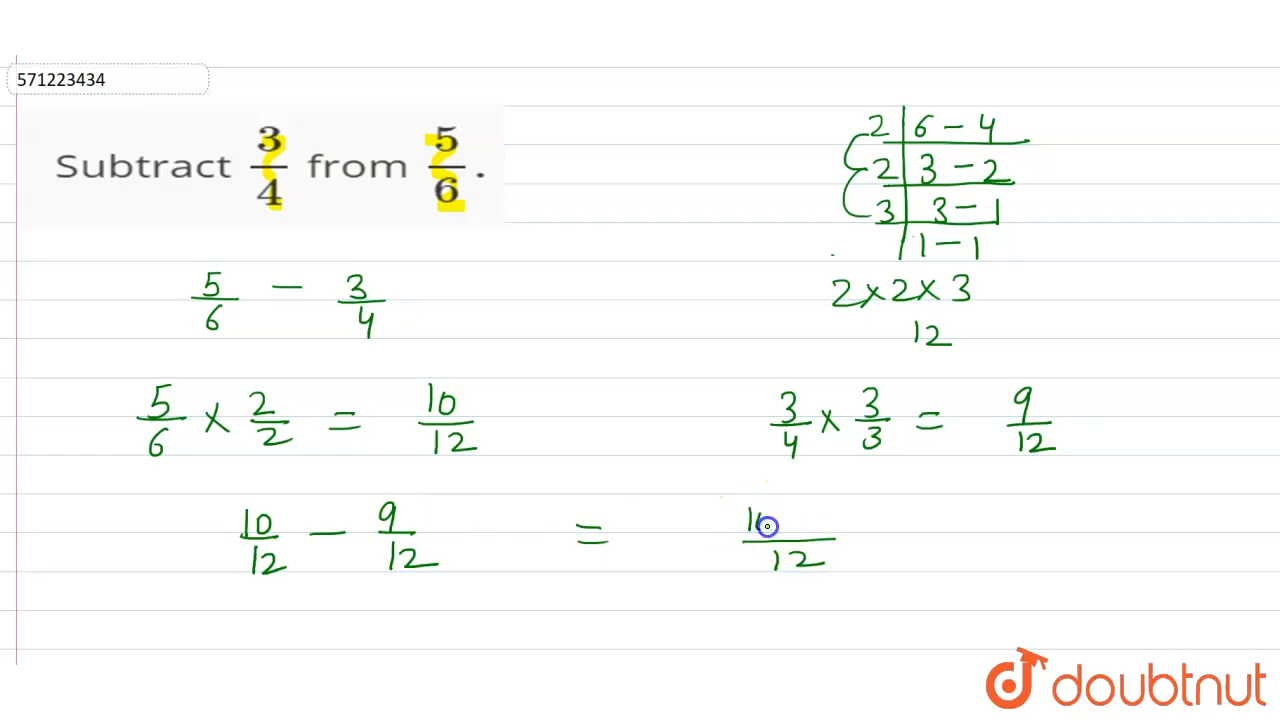 571223434
Subtract 3/4 from 5/6.
2 | 6 - 4
2 | 3 - 2
3 | 3 - 1
| 1 - 1
2 × 2 × 3
12
5/6 - 3/4
5/6 × 2/2 = 10/12
3/4 × 3/3 = 9/12
10/12 - 9/12 = /12
doubtnut